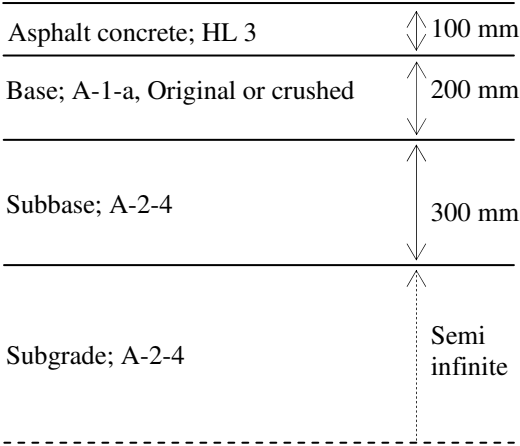 Asphalt concrete; HL 3
100 mm
Base; A-1-a, Original or crushed
200 mm
Subbase; A-2-4
300 mm
Subgrade; A-2-4
Semi
infinite